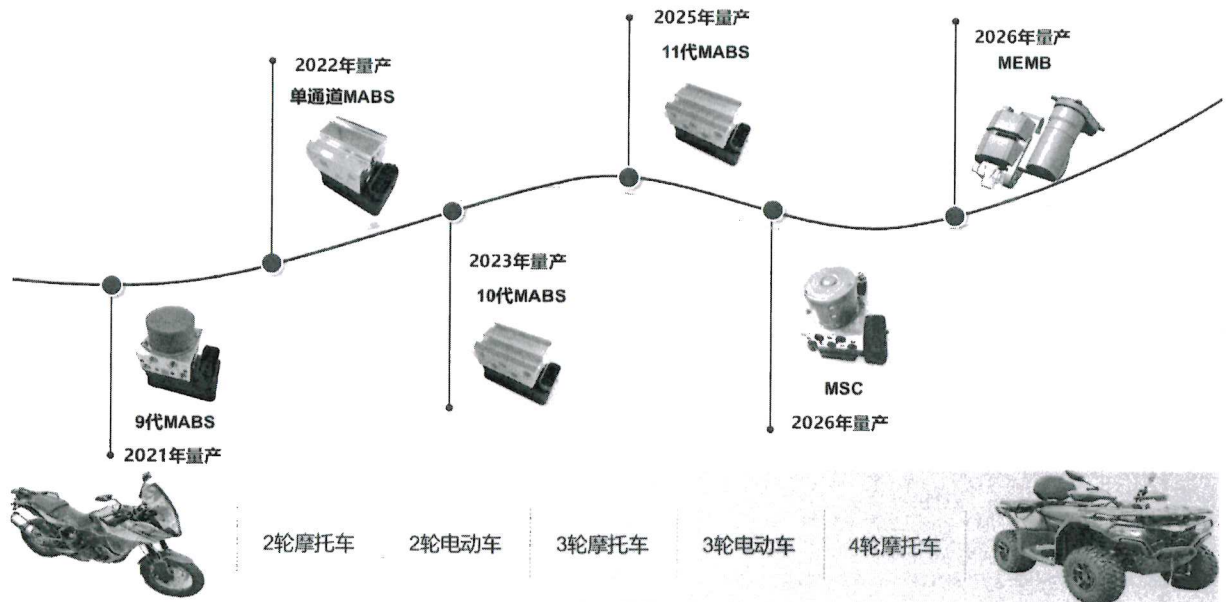 2022年量产
单通道MABS
2025年量产
11代MABS
2026年量产
MEMB
2023年量产
10代MABS
9代MABS
2021年量产
MSC
2026年量产
2轮摩托车
2轮电动车
3轮摩托车
3轮电动车
4轮摩托车